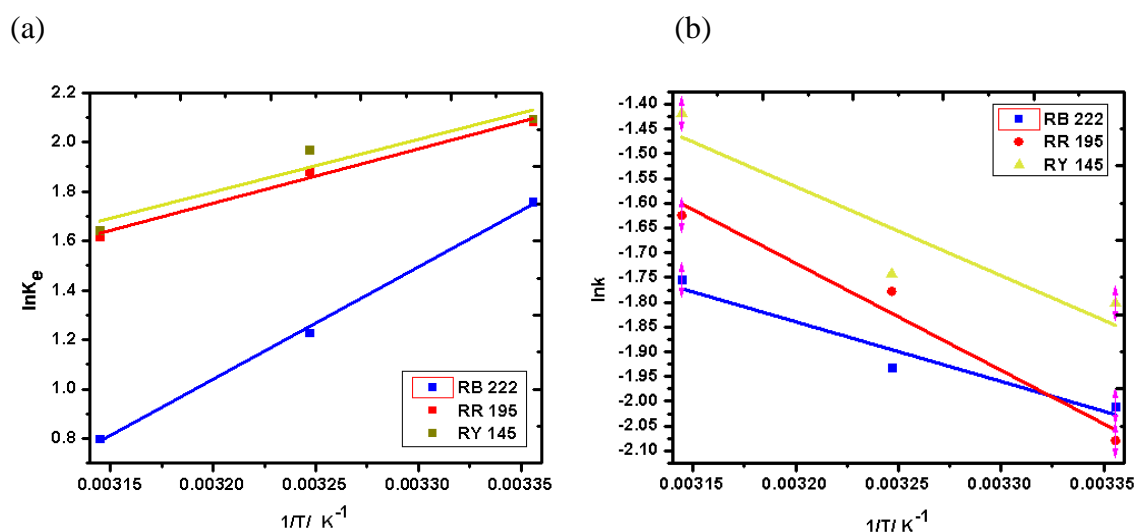 (a)
(b)
2.2
2.0
1.8
1.6
1.4
1.2
1.0
0.8
lnKe
RB 222
RR 195
RY 145
0.00315 0.00320 0.00325 0.00330 0.00335
1/T/ K-1
-1.40
-1.45
-1.50
-1.55
-1.60
-1.65
-1.70
-1.75
-1.80
-1.85
-1.90
-1.95
-2.00
-2.05
-2.10
lnk
RB 222
RR 195
RY 145
0.00315 0.00320 0.00325 0.00330 0.00335
1/T/ K-1